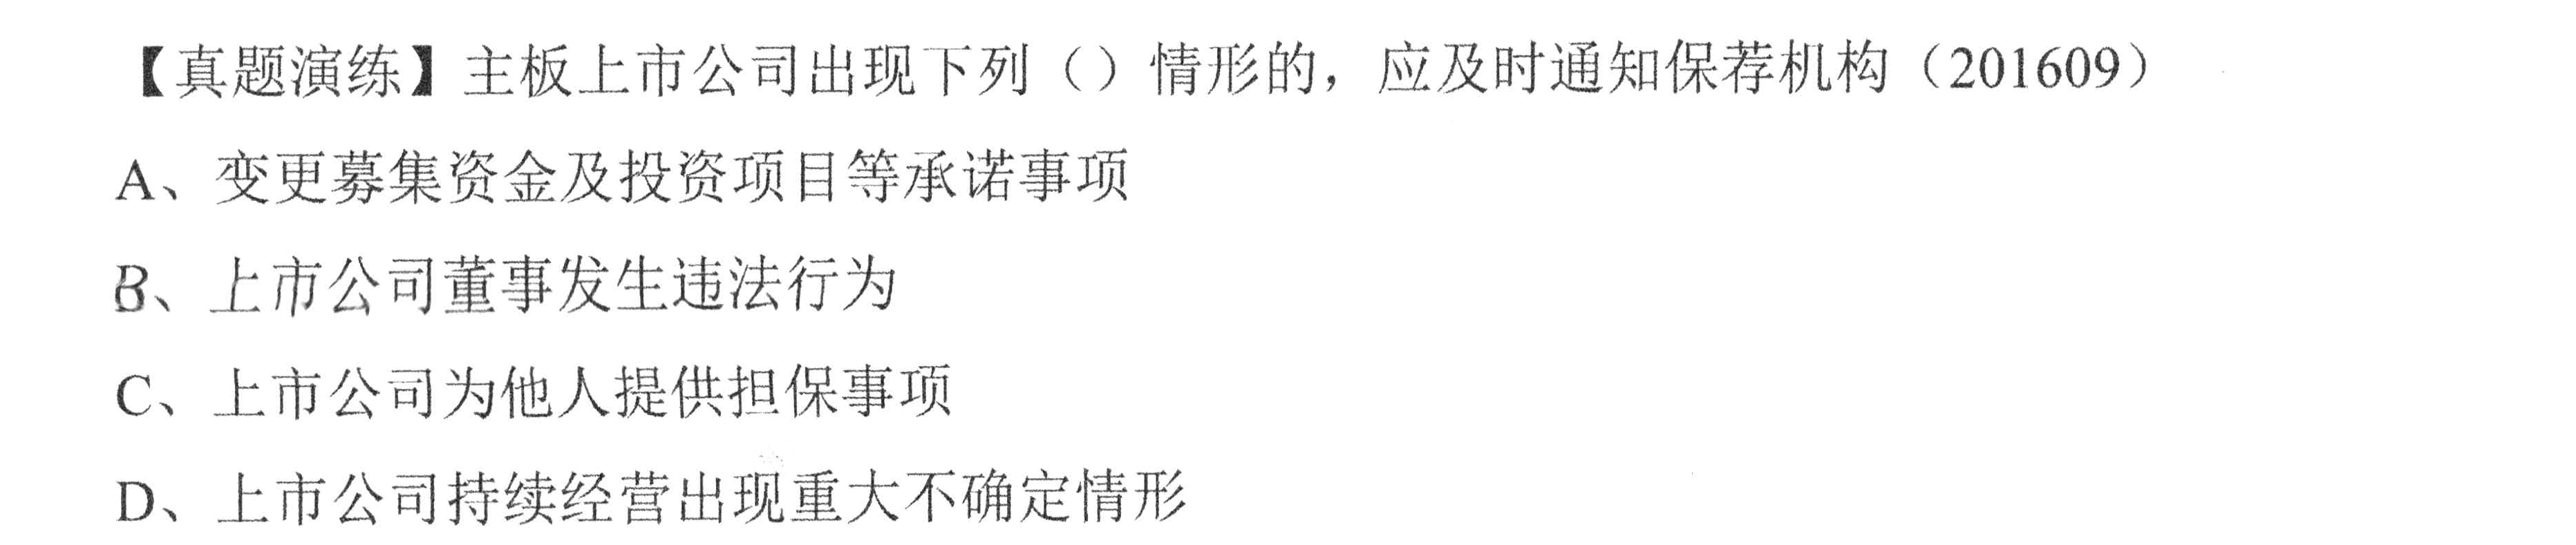 【真题演练】主板上市公司出现下列（）情形的，应及时通知保荐机构（201609）
A、变更募集资金及投资项目等承诺事项
B、上市公司董事发生违法行为
C、上市公司为他人提供担保事项
D、上市公司持续经营出现重大不确定情形